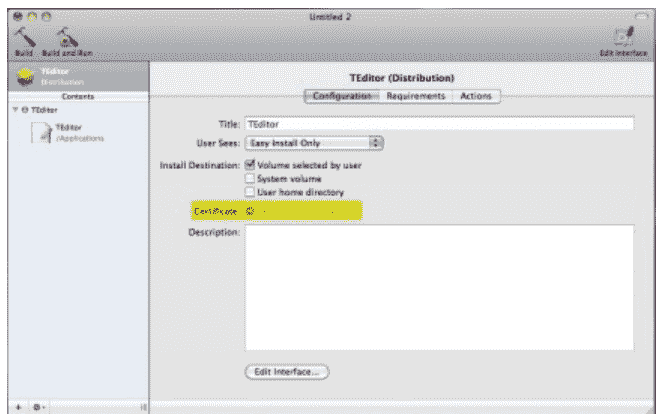 Untitled 2
Build
Build and Run
Edit Interface
TEditor
Distribution
TEditor (Distribution)
Contents
Configuration Requirements Actions
TEditor
TEditor
/Applications
Title: TEditor
User Sees: Easy Install Only
Install Destination: Volume selected by user
System volume
User home directory
Certificate
Description:
Edit Interface...